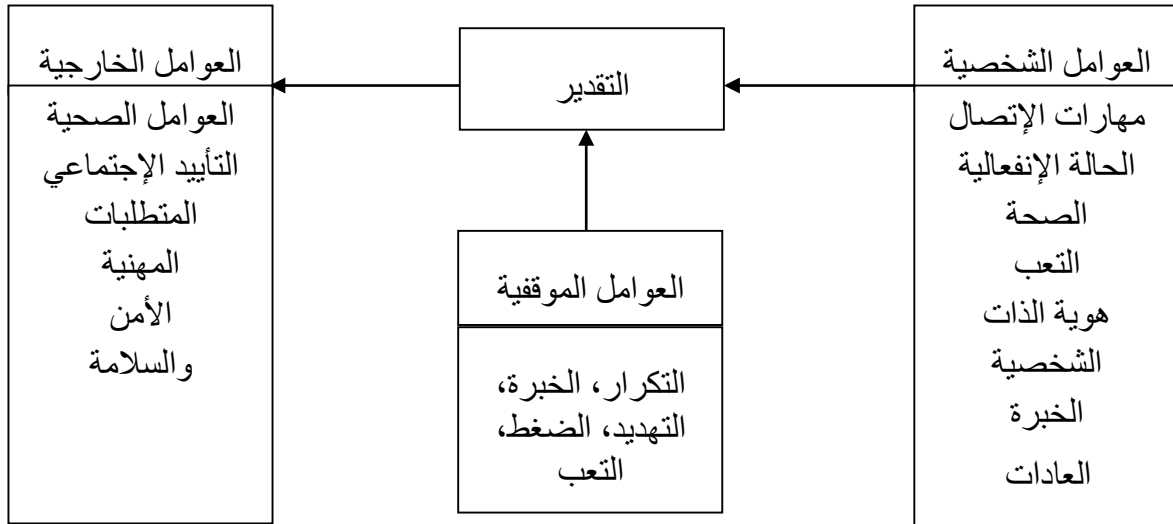 العوامل الشخصية
مهارات الإتصال
الحالة الإنفعالية
الصحة
التعب
هوية الذات
الشخصية
الخبرة
العادات
التقدير
العوامل الموقفية
التكرار، الخبرة،
التهديد، الضغط،
التعب
العوامل الخارجية
العوامل الصحية
التأييد الإجتماعي
المتطلبات
المهنية
الأمن
والسلامة